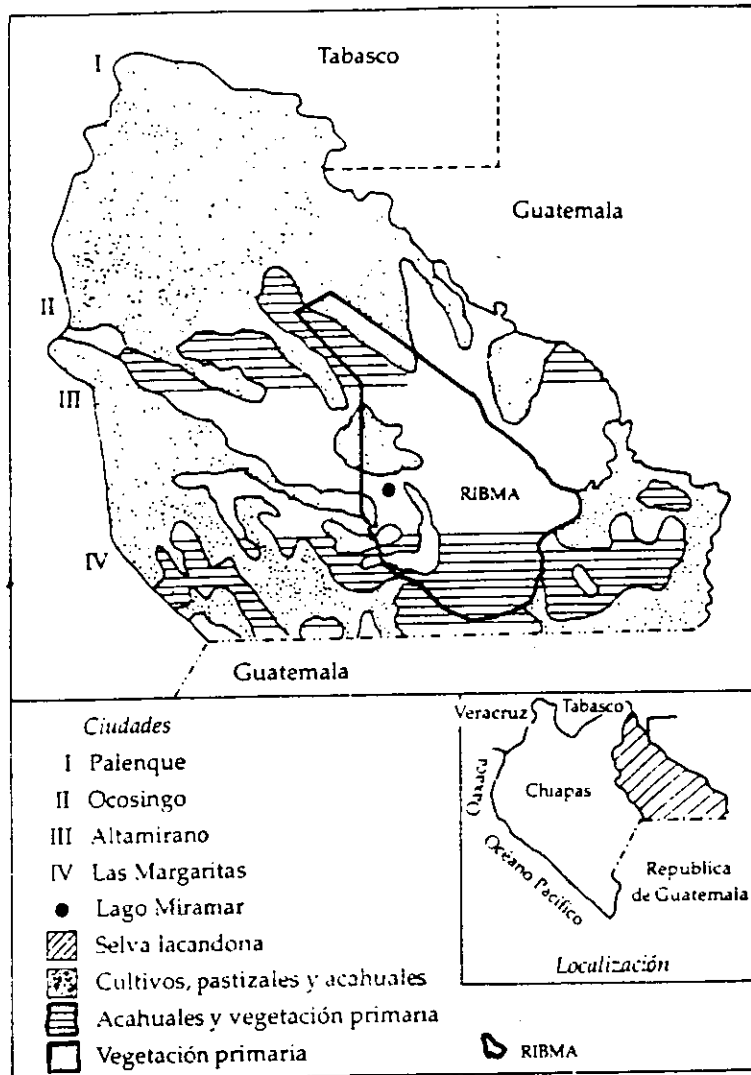 I
Tabasco
Guatemala
II
III
RIBMA
IV
Guatemala
Ciudades
I Palenque
II Ocosingo
III Altamirano
IV Las Margaritas
Lago Miramar
Selva lacandona
Cultivos, pastizales y acahuales
Acahuales y vegetación primaria
Vegetación primaria
RIBMA
Veracruz
Tabasco
Oaxaca
Chiapas
Océano Pacífico
Republica
de Guatemala
Localización